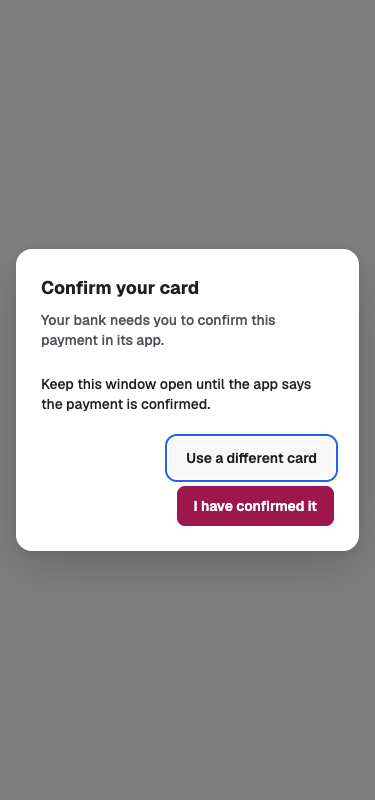 Confirm your card
Your bank needs you to confirm this
payment in its app.
Keep this window open until the app says
the payment is confirmed.
Use a different card
I have confirmed it